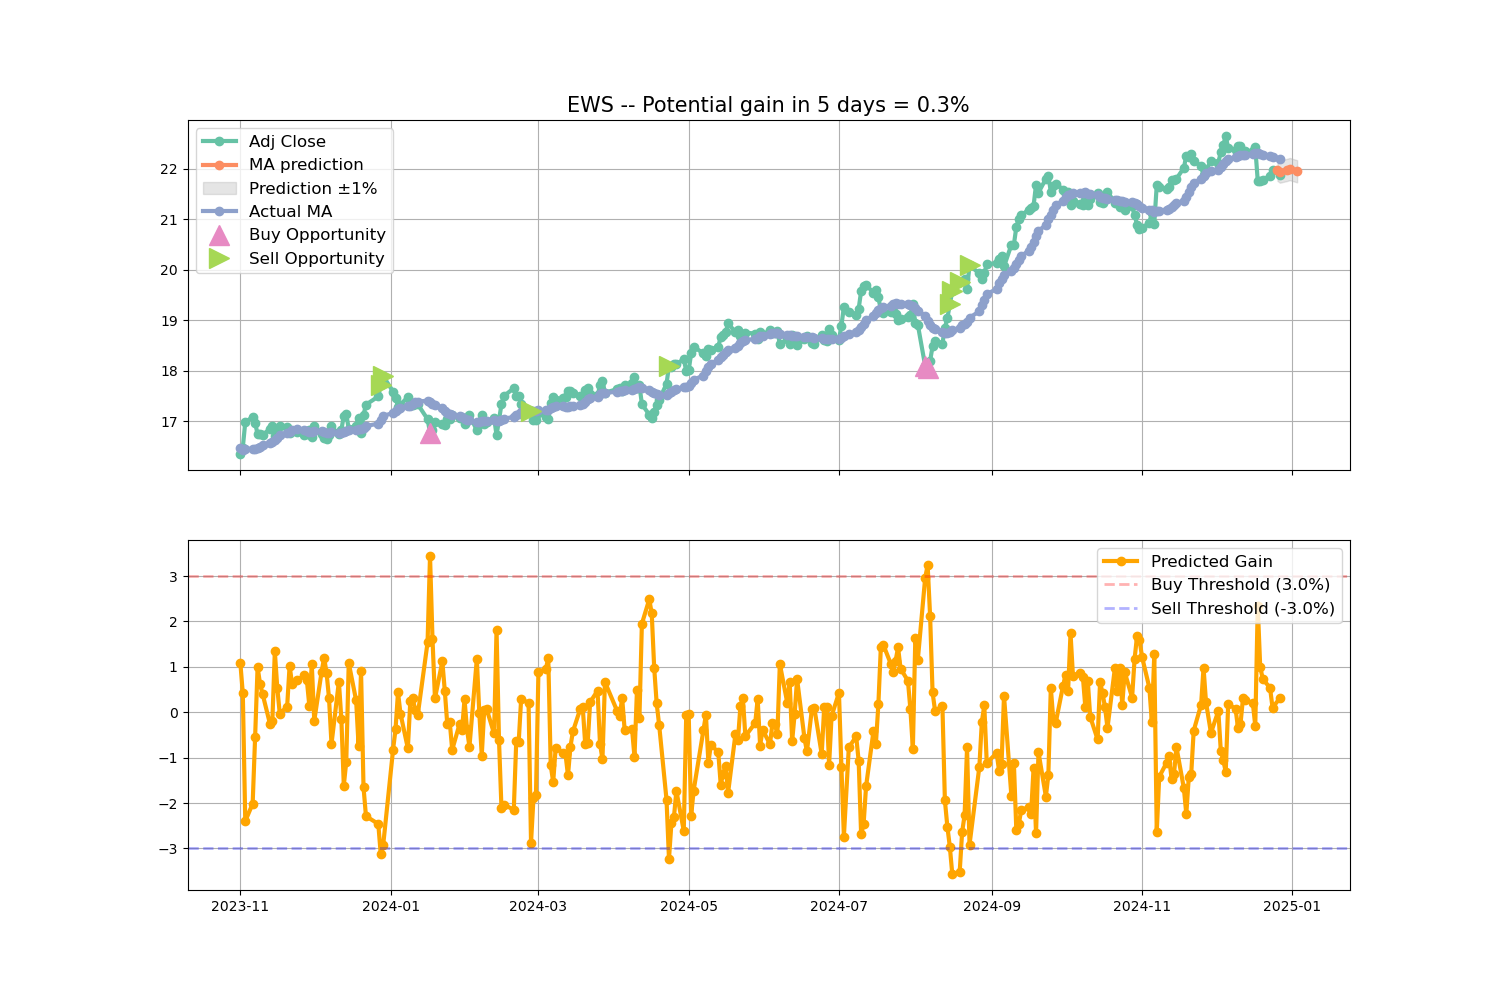 EWS -- Potential gain in 5 days = 0.3%
Adj Close
MA prediction
Prediction ±1%
Actual MA
Buy Opportunity
Sell Opportunity
22
21
20
19
18
17
Predicted Gain
Buy Threshold (3.0%)
Sell Threshold (-3.0%)
3
2
1
0
−1
−2
−3
2023-11
2024-01
2024-03
2024-05
2024-07
2024-09
2024-11
2025-01